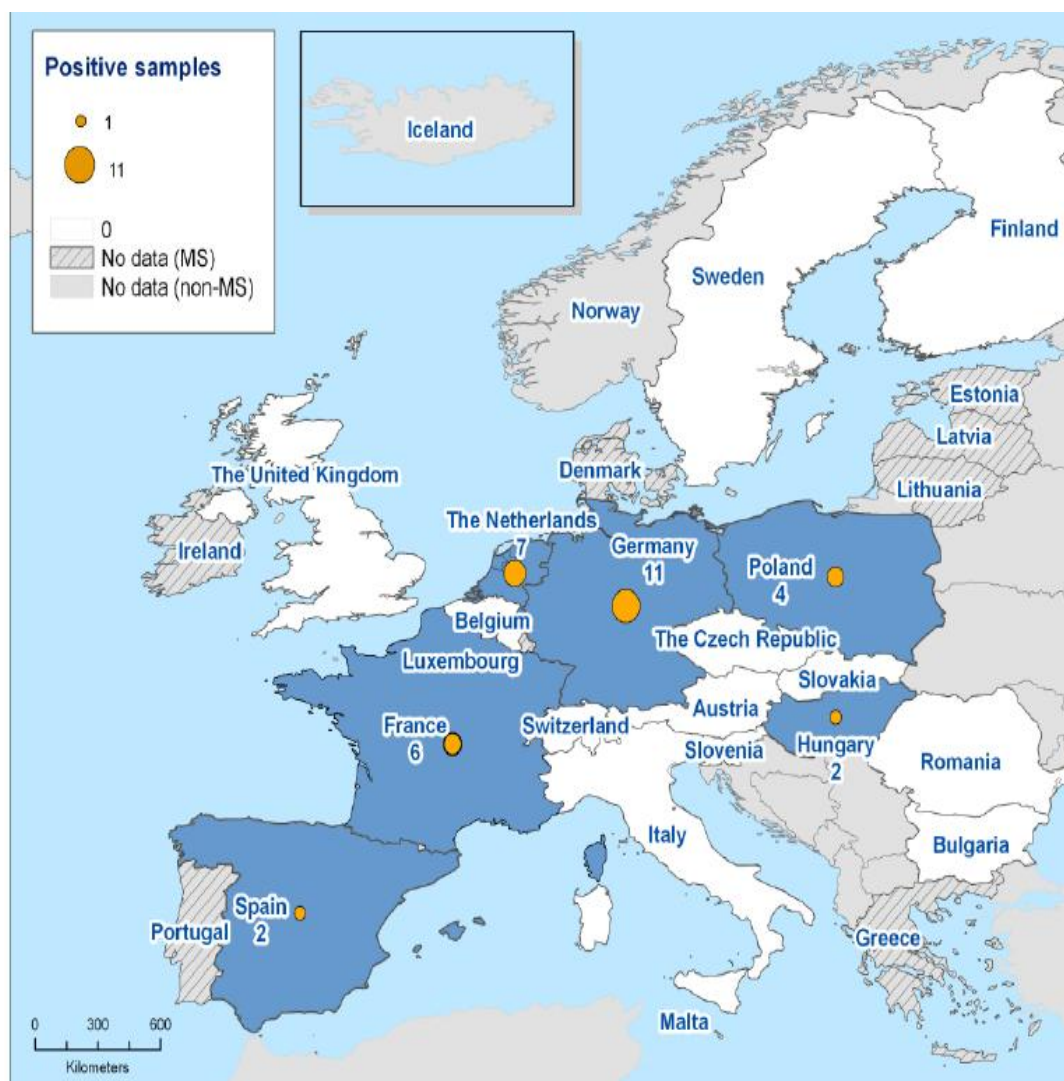 Positive samples
1
11
0
No data (MS)
No data (non-MS)
Iceland
Finland
Sweden
Norway
Estonia
Latvia
Lithuania
Denmark
The United Kingdom
Ireland
The Netherlands
7
Germany
11
Poland
4
Belgium
The Czech Republic
Luxembourg
Slovakia
Austria
France
6
Switzerland
Slovenia
Hungary
2
Romania
Italy
Bulgaria
Spain
2
Portugal
Greece
Malta
0 300 600
Kilometers